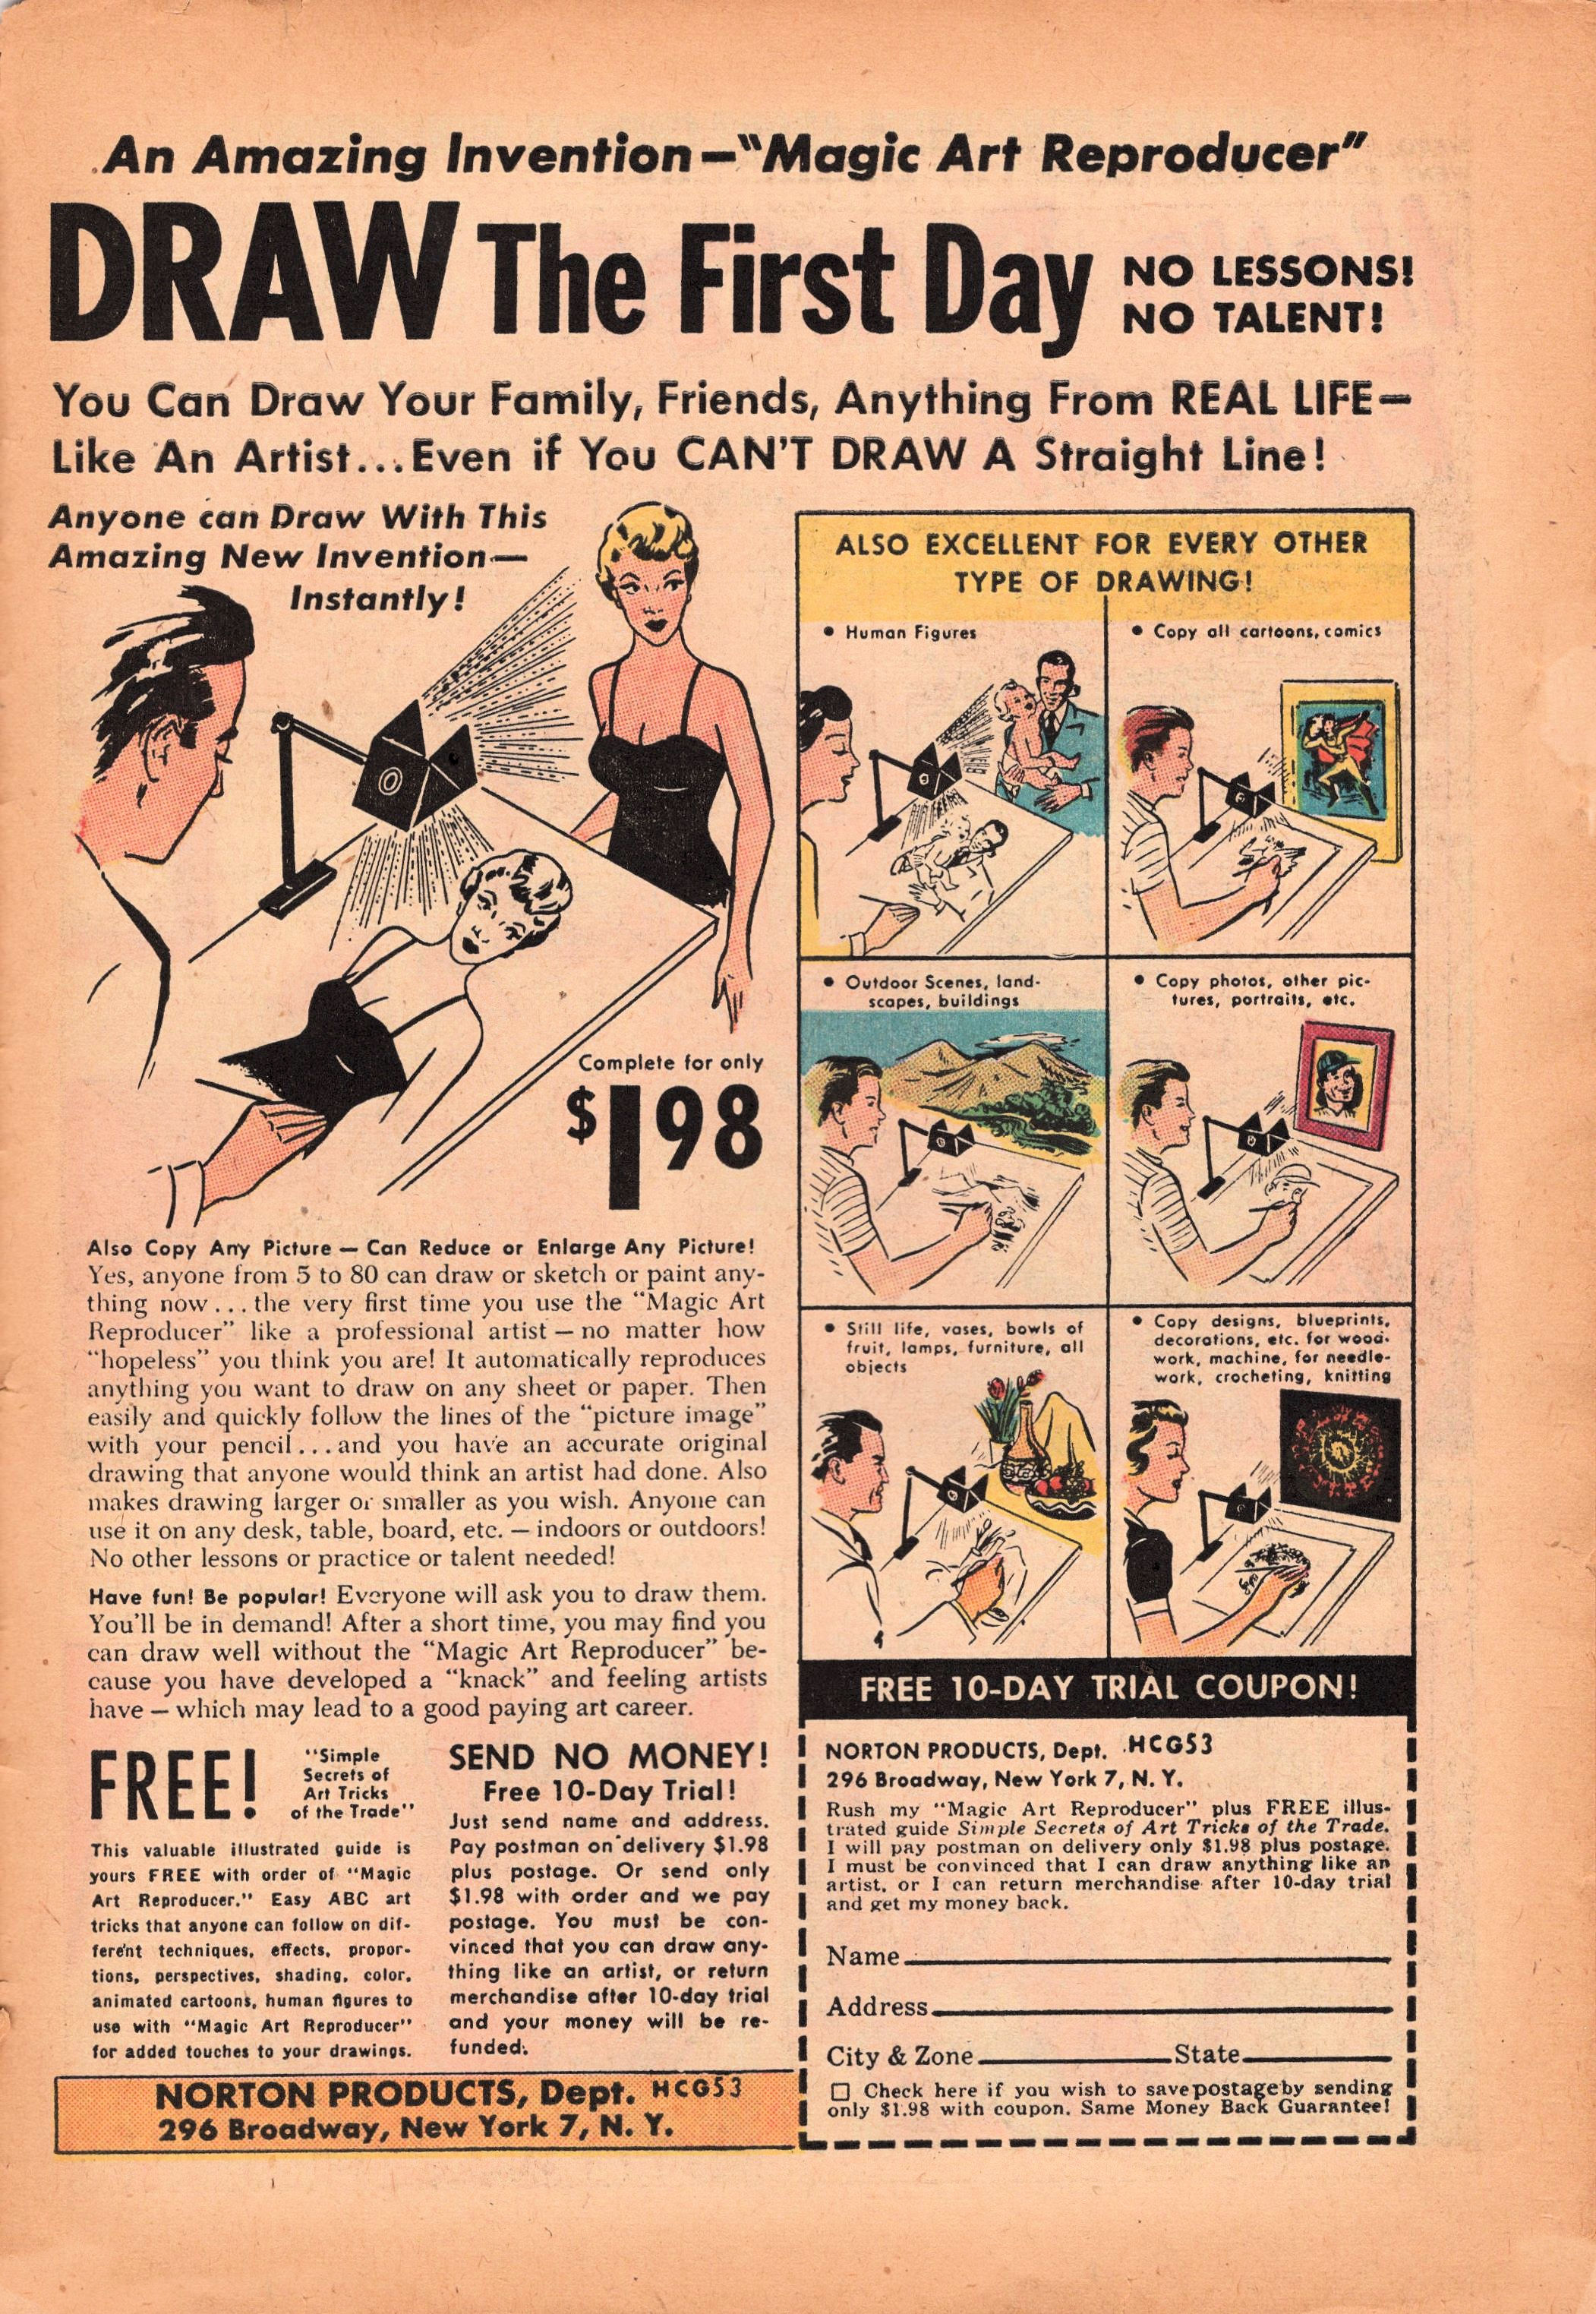 An Amazing Invention—"Magic Art Reproducer"
DRAW The First Day
NO LESSONS!
NO TALENT!
You Can Draw Your Family, Friends, Anything From REAL LIFE—
Like An Artist...Even if You CAN'T DRAW A Straight Line!
Anyone can Draw With This
Amazing New Invention—
Instantly!
Complete for only
$1 98
Also Copy Any Picture — Can Reduce or Enlarge Any Picture!
Yes, anyone from 5 to 80 can draw or sketch or paint any-
thing now... the very first time you use the "Magic Art
Reproducer" like a professional artist — no matter how
"hopeless" you think you are! It automatically reproduces
anything you want to draw on any sheet or paper. Then
easily and quickly follow the lines of the "picture image"
with your pencil...and you have an accurate original
drawing that anyone would think an artist had done. Also
makes drawing larger or smaller as you wish. Anyone can
use it on any desk, table, board, etc. — indoors or outdoors!
No other lessons or practice or talent needed!
Have fun! Be popular! Everyone will ask you to draw them.
You'll be in demand! After a short time, you may find you
can draw well without the "Magic Art Reproducer" be-
cause you have developed a "knack" and feeling artists
have — which may lead to a good paying art career.
FREE!
"Simple
Secrets of
Art Tricks
of the Trade"
This valuable illustrated guide is
yours FREE with order of "Magic
Art Reproducer." Easy ABC art
tricks that anyone can follow on dif-
ferent techniques, effects, propor-
tions, perspectives, shading, color,
animated cartoons, human figures to
use with "Magic Art Reproducer"
for added touches to your drawings.
SEND NO MONEY!
Free 10-Day Trial!
Just send name and address.
Pay postman on delivery $1.98
plus postage. Or send only
$1.98 with order and we pay
postage. You must be con-
vinced that you can draw any-
thing like an artist, or return
merchandise after 10-day trial
and your money will be re-
funded.
NORTON PRODUCTS, Dept. HCG53
296 Broadway, New York 7, N. Y.
ALSO EXCELLENT FOR EVERY OTHER
TYPE OF DRAWING!
• Human Figures
• Copy all cartoons, comics
• Outdoor Scenes, land-
scapes, buildings
• Copy photos, other pic-
tures, portraits, etc.
• Still life, vases, bowls of
fruit, lamps, furniture, all
objects
• Copy designs, blueprints,
decorations, etc. for wood-
work, machine, for needle-
work, crocheting, knitting
FREE 10-DAY TRIAL COUPON!
NORTON PRODUCTS, Dept. HCG53
296 Broadway, New York 7, N. Y.
Rush my "Magic Art Reproducer" plus FREE illus-
trated guide Simple Secrets of Art Tricks of the Trade.
I will pay postman on delivery only $1.98 plus postage.
I must be convinced that I can draw anything like an
artist, or I can return merchandise after 10-day trial
and get my money back.
Name
Address
City & Zone State
☐ Check here if you wish to save postage by sending
only $1.98 with coupon. Same Money Back Guarantee!